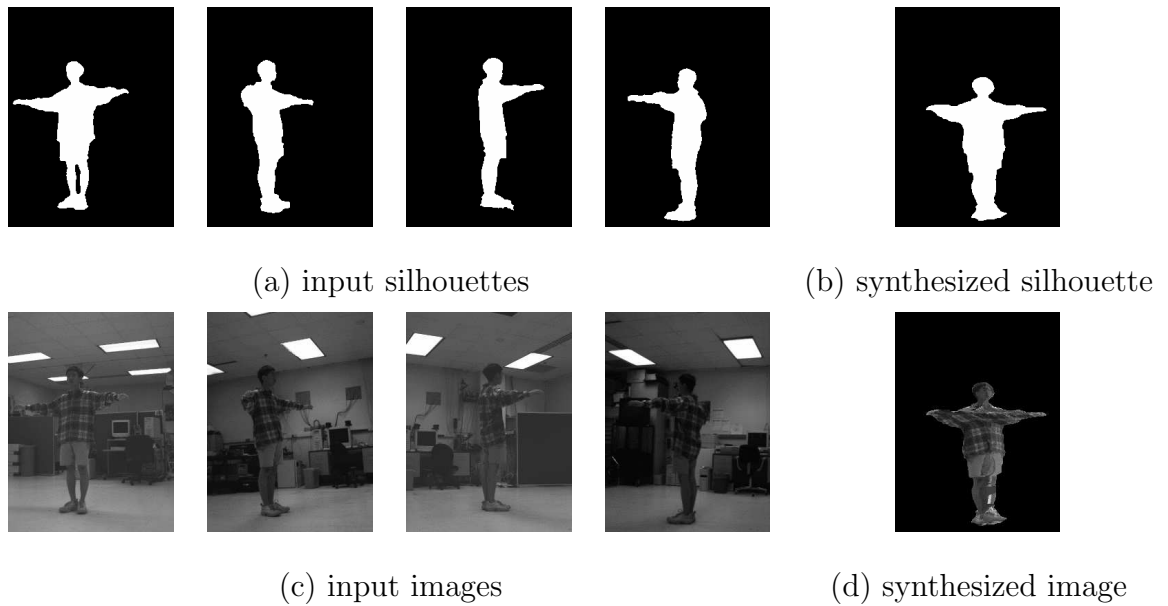 (a) input silhouettes
(b) synthesized silhouette
(c) input images
(d) synthesized image